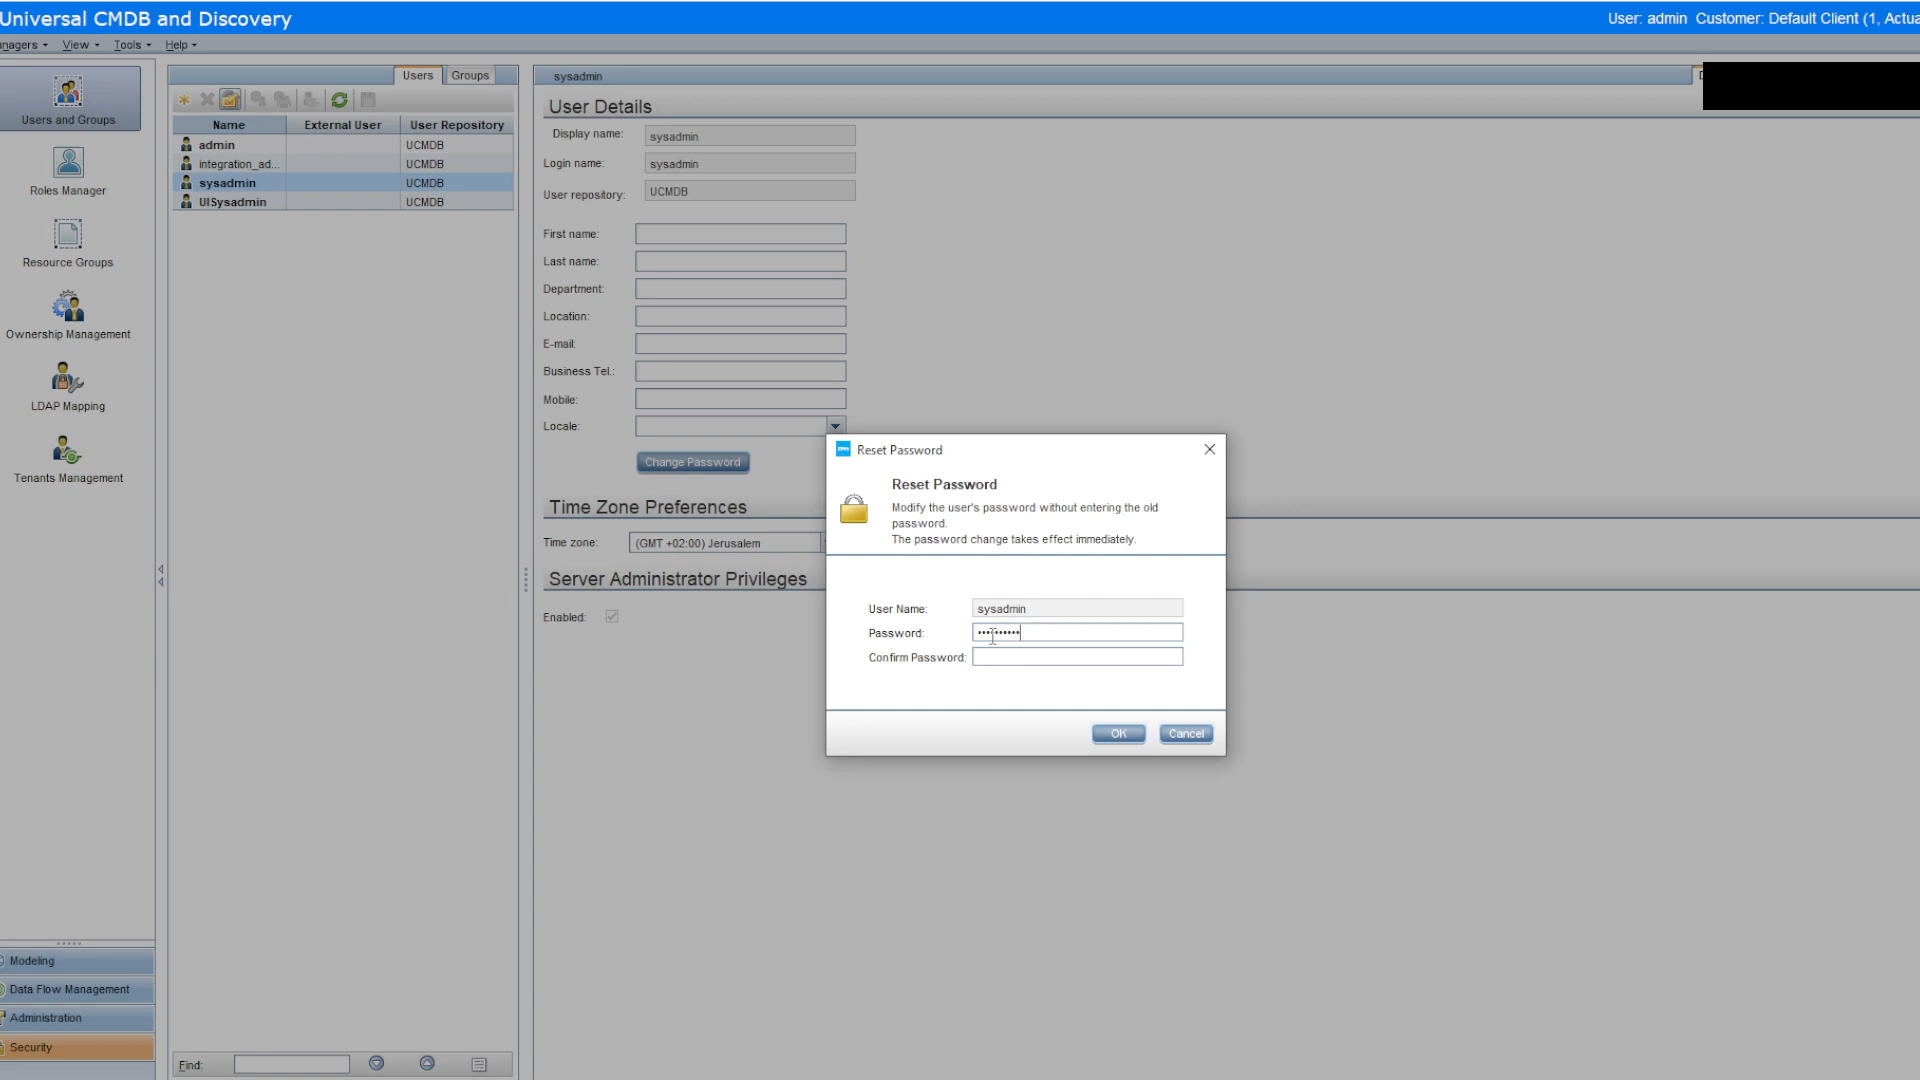 Universal CMDB and Discovery
User: admin Customer: Default Client (1, Actua
nagers View Tools Help
Users and Groups
Roles Manager
Resource Groups
Ownership Management
LDAP Mapping
Tenants Management
Modeling
Data Flow Management
Administration
Security
Users Groups
Name External User User Repository
admin UCMDB
integration_ad... UCMDB
sysadmin UCMDB
UISysadmin UCMDB
Find:
sysadmin
User Details
Display name: sysadmin
Login name: sysadmin
User repository: UCMDB
First name:
Last name:
Department:
Location:
E-mail:
Business Tel.:
Mobile:
Locale:
Change Password
Time Zone Preferences
Time zone: (GMT +02:00) Jerusalem
Server Administrator Privileges
Enabled:
Reset Password
Reset Password
Modify the user's password without entering the old
password.
The password change takes effect immediately.
User Name: sysadmin
Password: ••••••••••
Confirm Password:
OK Cancel